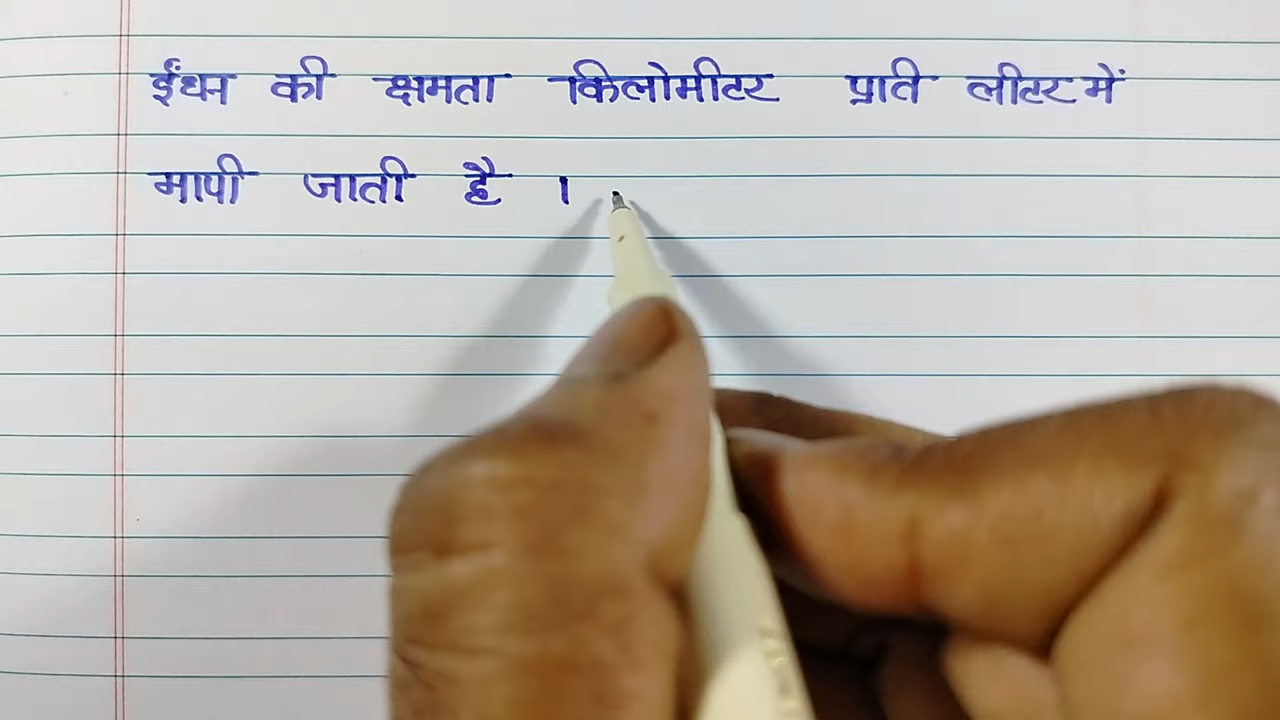 ईंधन की क्षमता किलोमीटर प्रति लीटर में
मापी जाती है ।